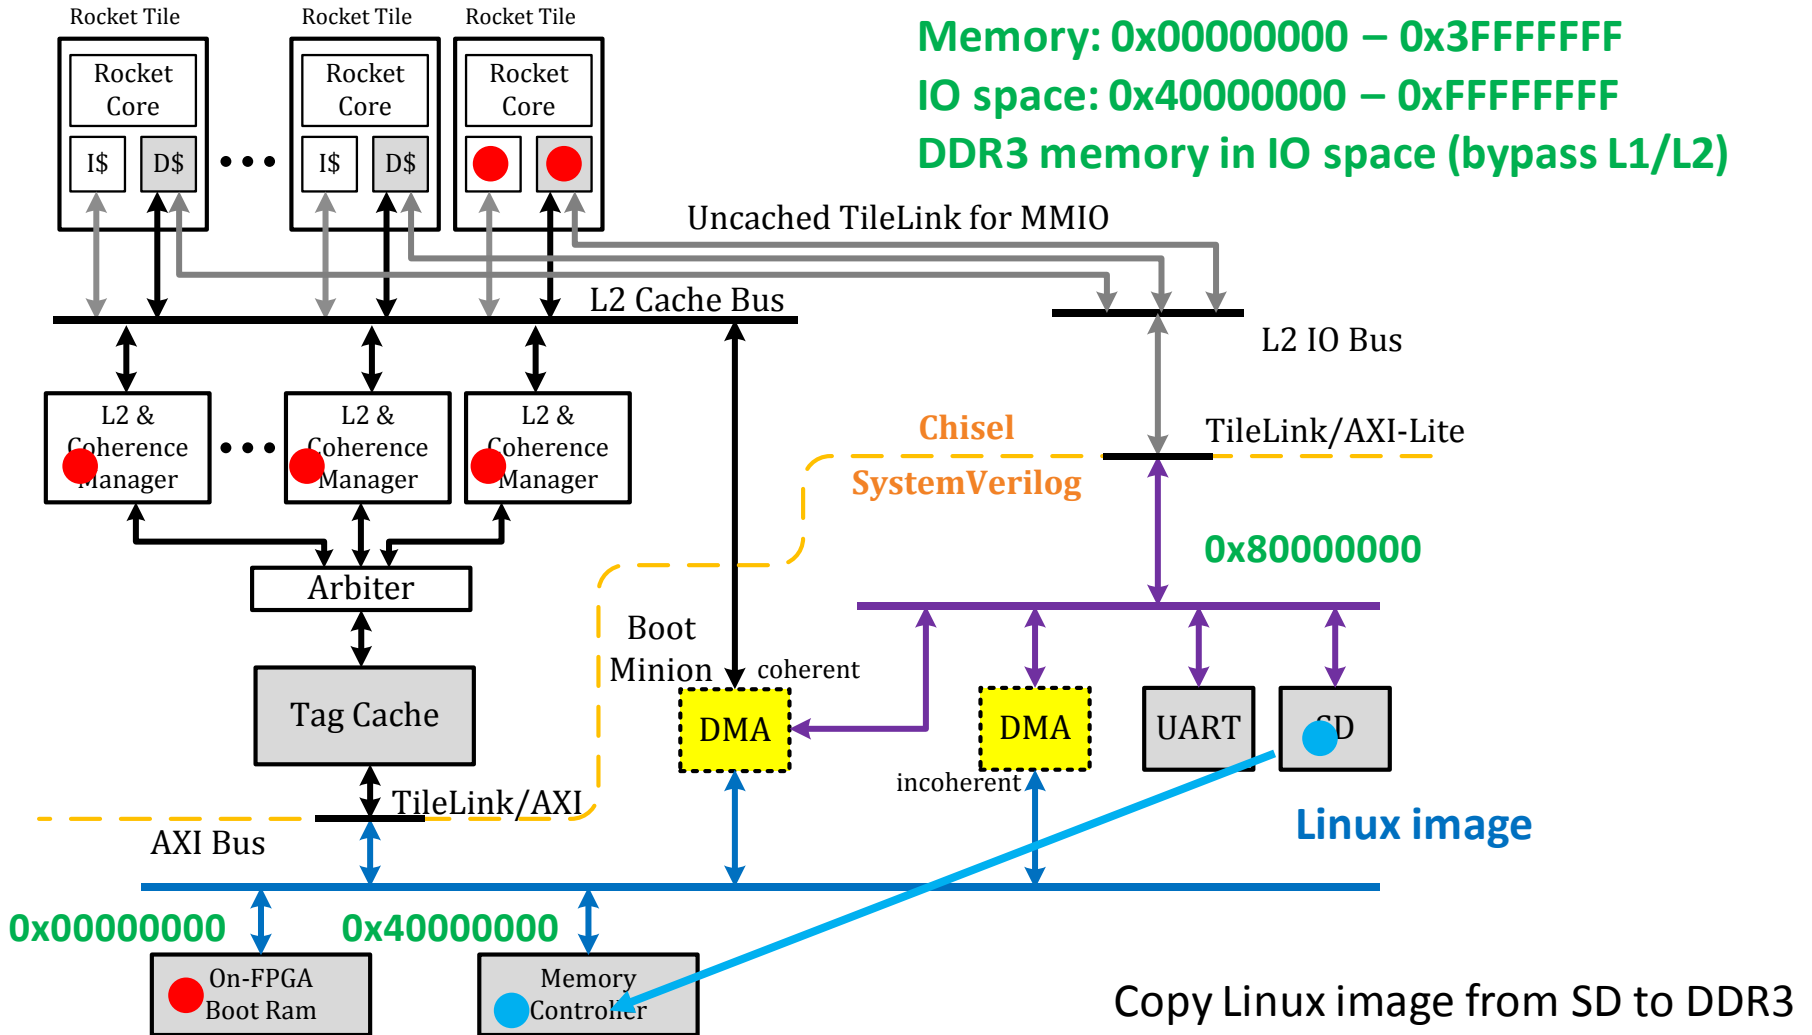 Rocket Tile
Rocket Tile
Rocket Tile
Memory: 0x00000000 – 0x3FFFFFFF
IO space: 0x40000000 – 0xFFFFFFFF
DDR3 memory in IO space (bypass L1/L2)
Rocket
Core
Rocket
Core
Rocket
Core
I$
D$
I$
D$
Uncached TileLink for MMIO
L2 Cache Bus
L2 IO Bus
L2 &
Coherence
Manager
L2 &
Coherence
Manager
L2 &
Coherence
Manager
Chisel
SystemVerilog
TileLink/AXI-Lite
0x80000000
Arbiter
Boot
Minion
coherent
Tag Cache
DMA
DMA
UART
SD
incoherent
TileLink/AXI
AXI Bus
Linux image
0x00000000
0x40000000
On-FPGA
Boot Ram
Memory
Controller
Copy Linux image from SD to DDR3